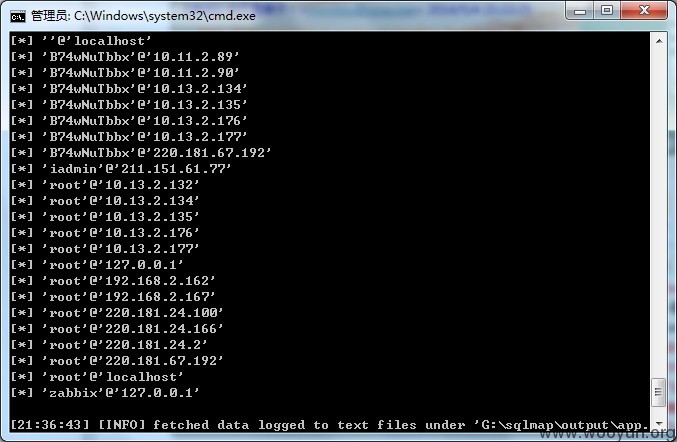 管理员: C:\Windows\system32\cmd.exe
[*] ''@'localhost'
[*] 'B74wNuTbbx'@'10.11.2.89'
[*] 'B74wNuTbbx'@'10.11.2.90'
[*] 'B74wNuTbbx'@'10.13.2.134'
[*] 'B74wNuTbbx'@'10.13.2.135'
[*] 'B74wNuTbbx'@'10.13.2.176'
[*] 'B74wNuTbbx'@'10.13.2.177'
[*] 'B74wNuTbbx'@'220.181.67.192'
[*] 'iadmin'@'211.151.61.77'
[*] 'root'@'10.13.2.132'
[*] 'root'@'10.13.2.134'
[*] 'root'@'10.13.2.135'
[*] 'root'@'10.13.2.176'
[*] 'root'@'10.13.2.177'
[*] 'root'@'127.0.0.1'
[*] 'root'@'192.168.2.162'
[*] 'root'@'192.168.2.167'
[*] 'root'@'220.181.24.100'
[*] 'root'@'220.181.24.166'
[*] 'root'@'220.181.24.2'
[*] 'root'@'220.181.67.192'
[*] 'root'@'localhost'
[*] 'zabbix'@'127.0.0.1'
[21:36:43] [INFO] fetched data logged to text files under 'G:\sqlmap\output\app.
www.wooyun.org